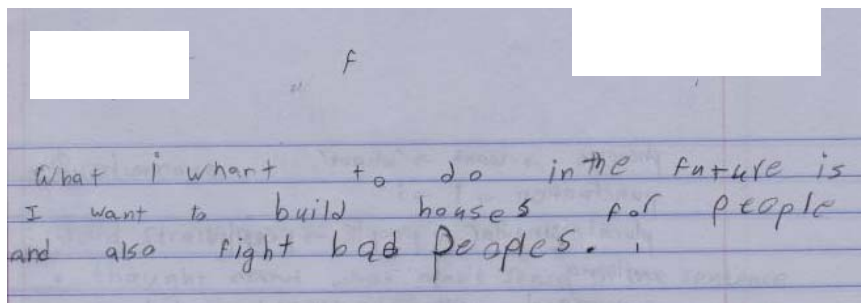 f
What i whant to do in the future is
I want to build houses for people
and also fight bad peoples.